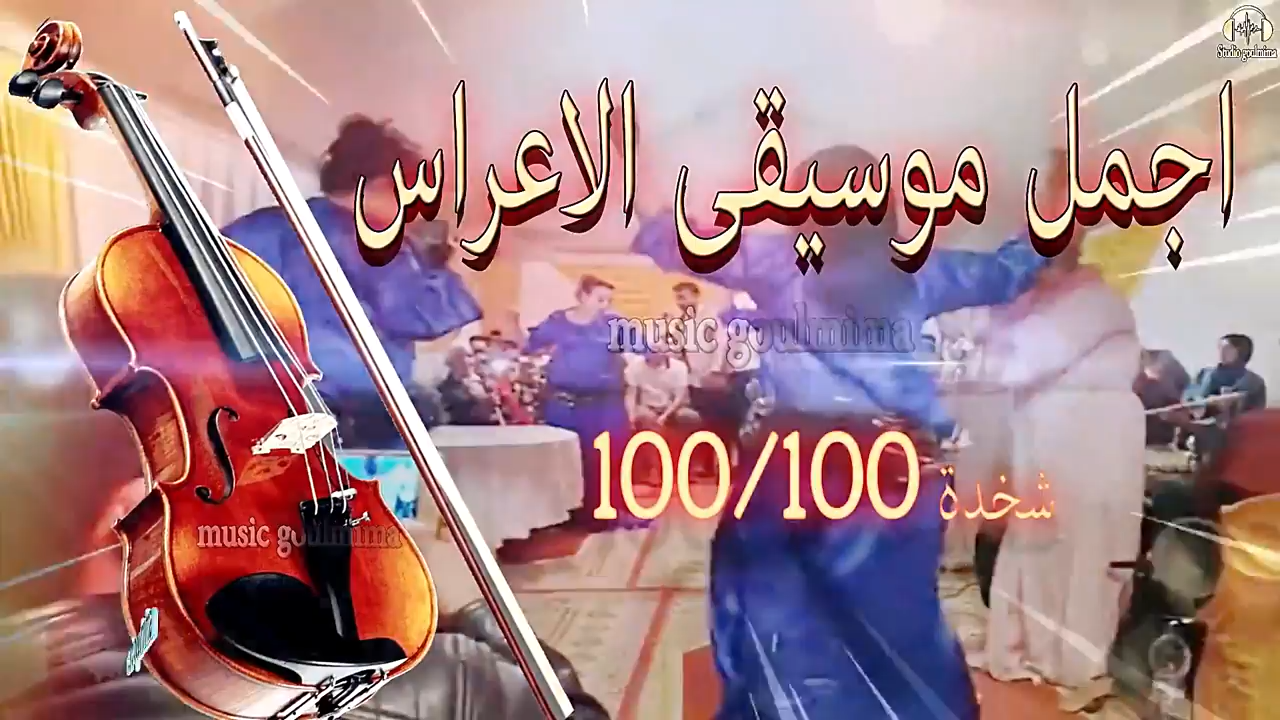 Studio goulmima
اجمل موسيقى الاعراس
music goulmima
شخدة 100/100
music goulmima